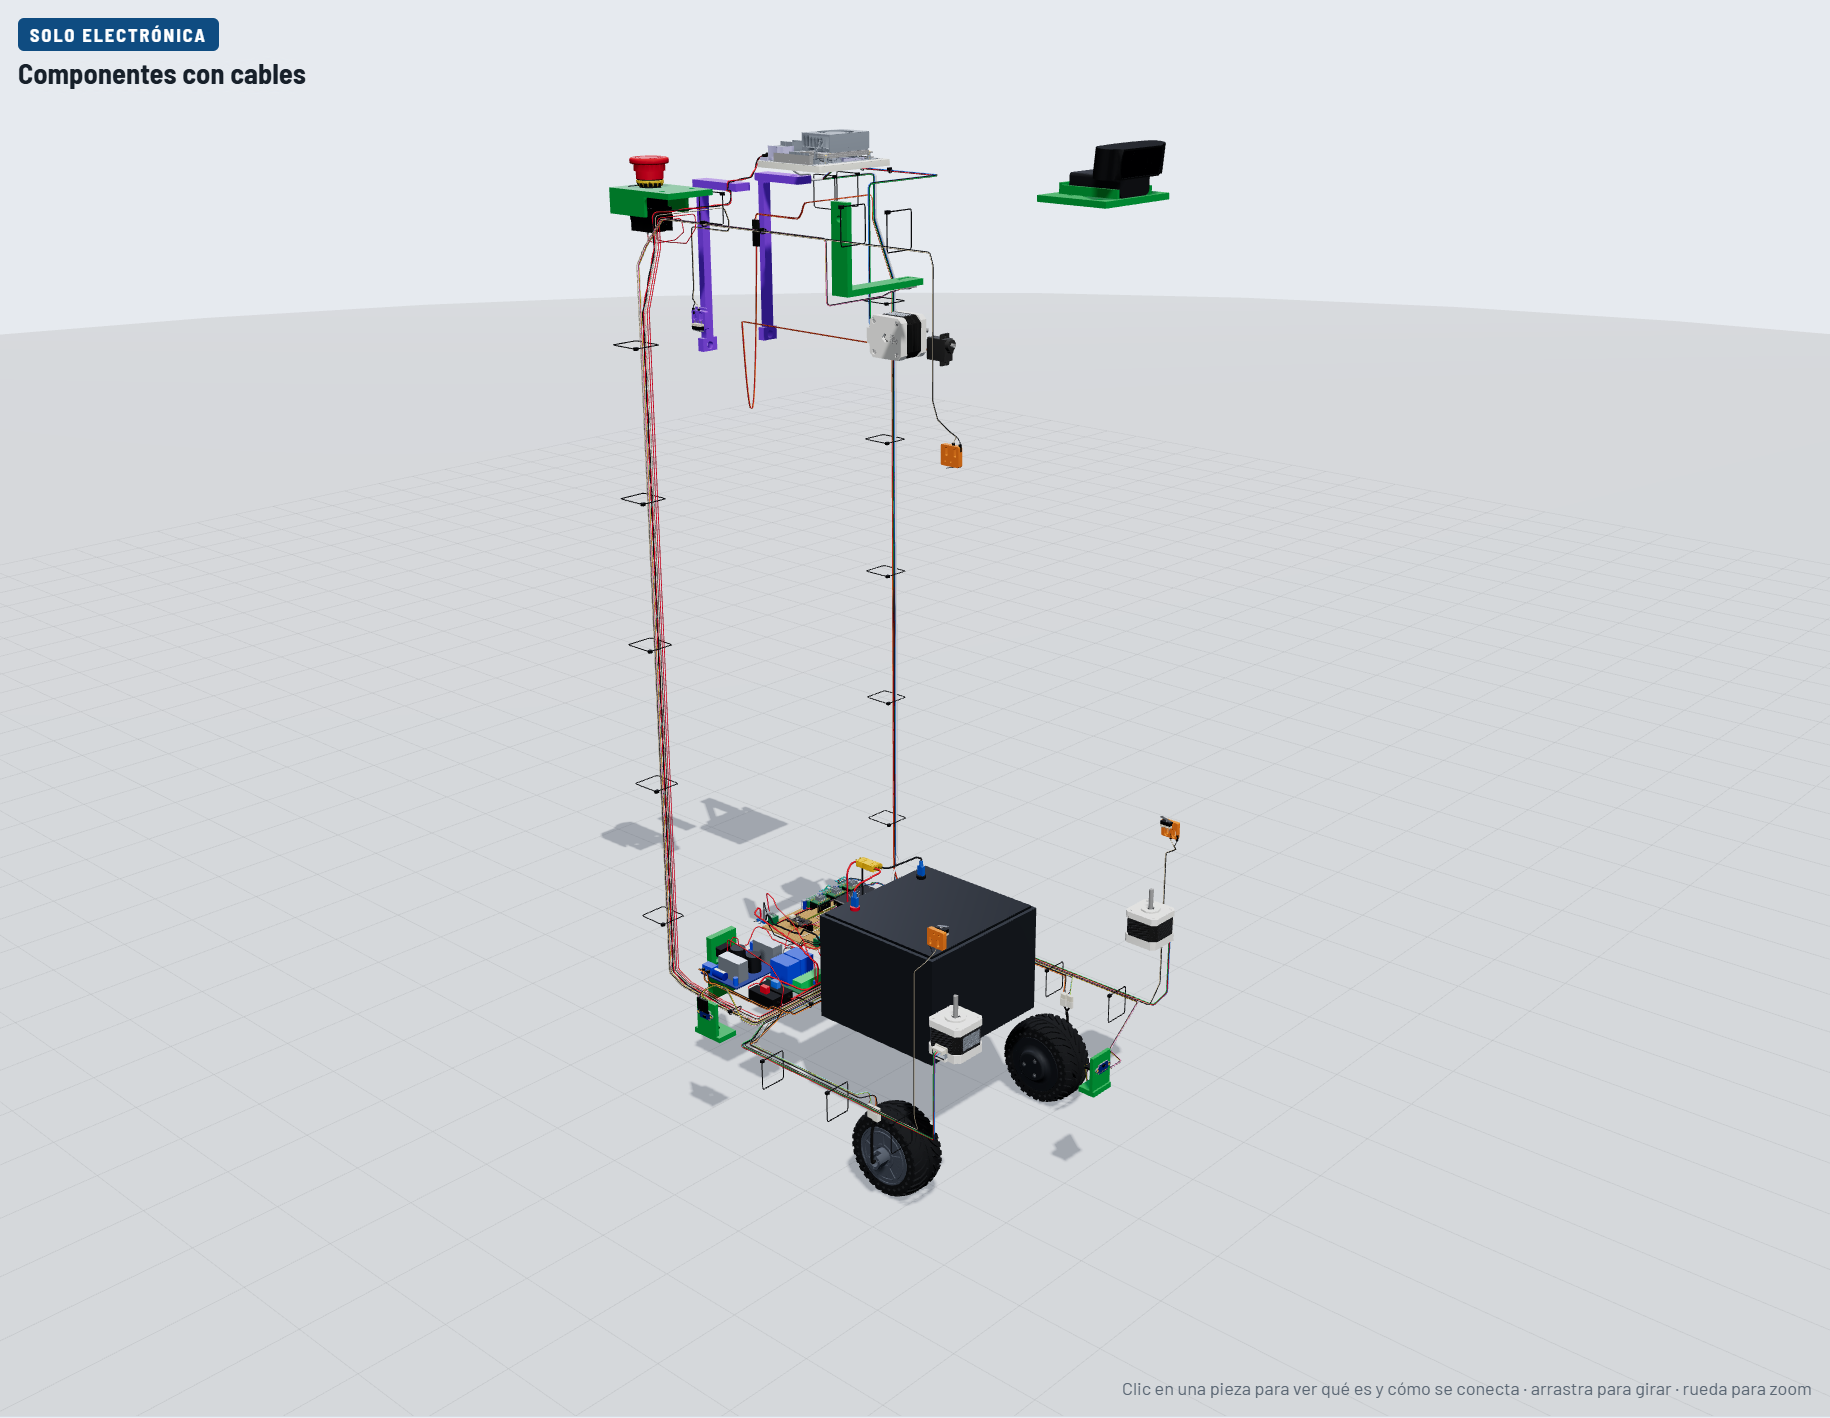 SOLO ELECTRÓNICA
Componentes con cables
Clic en una pieza para ver qué es y cómo se conecta · arrastra para girar · rueda para zoom